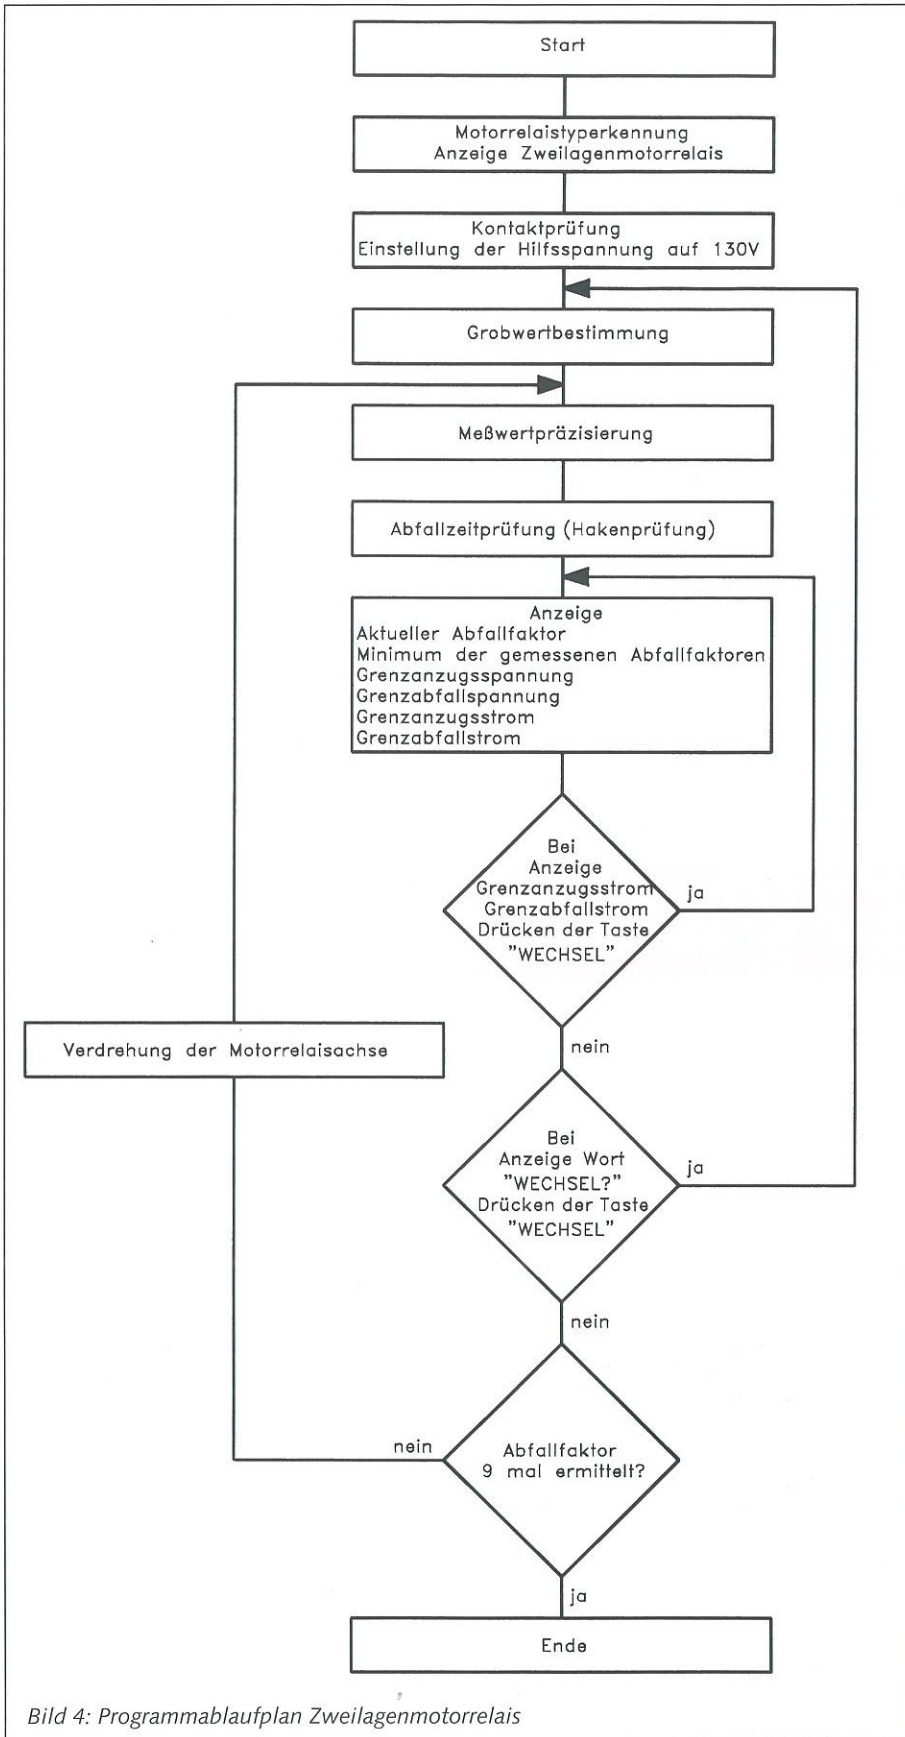 Start
Motorrelaistyperkennung
Anzeige Zweilagenmotorrelais
Kontaktprüfung
Einstellung der Hilfsspannung auf 130V
Grobwertbestimmung
Meßwertpräzisierung
Abfallzeitprüfung (Hakenprüfung)
Anzeige
Aktueller Abfallfaktor
Minimum der gemessenen Abfallfaktoren
Grenzanzugsspannung
Grenzabfallspannung
Grenzanzugsstrom
Grenzabfallstrom
Bei
Anzeige
Grenzanzugsstrom
Grenzabfallstrom
Drücken der Taste
"WECHSEL"
ja
nein
Verdrehung der Motorrelaisachse
Bei
Anzeige Wort
"WECHSEL?"
Drücken der Taste
"WECHSEL"
ja
nein
Abfallfaktor
9 mal ermittelt?
nein
ja
Ende
Bild 4: Programmablaufplan Zweilagenmotorrelais